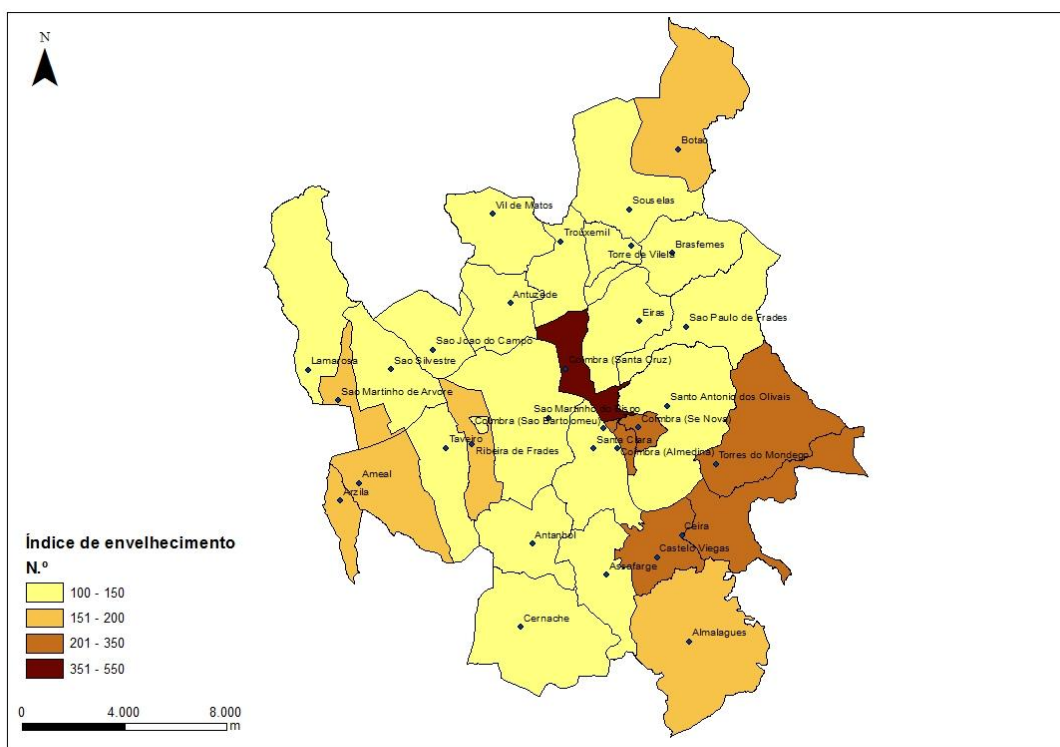 N
Botao
Souselas
Vil de Matos
Trouxemil
Torre de Vilela
Brasfemes
Antuzede
Eiras
Sao Paulo de Frades
Sao Joao do Campo
Lamarosa
Sao Silvestre
Coimbra (Santa Cruz)
Sao Martinho de Arvore
Santo Antonio dos Olivais
Sao Martinho do Bispo
Coimbra (Sao Bartolomeu)
Coimbra (Se Nova)
Taveiro
Ribeira de Frades
Santa Clara
Coimbra (Almedina)
Torres do Mondego
Ameal
Arzila
Antanhol
Ceira
Castelo Viegas
Assafarge
Cernache
Almalagues
Índice de envelhecimento
N.º
100 - 150
151 - 200
201 - 350
351 - 550
0 4.000 8.000
m